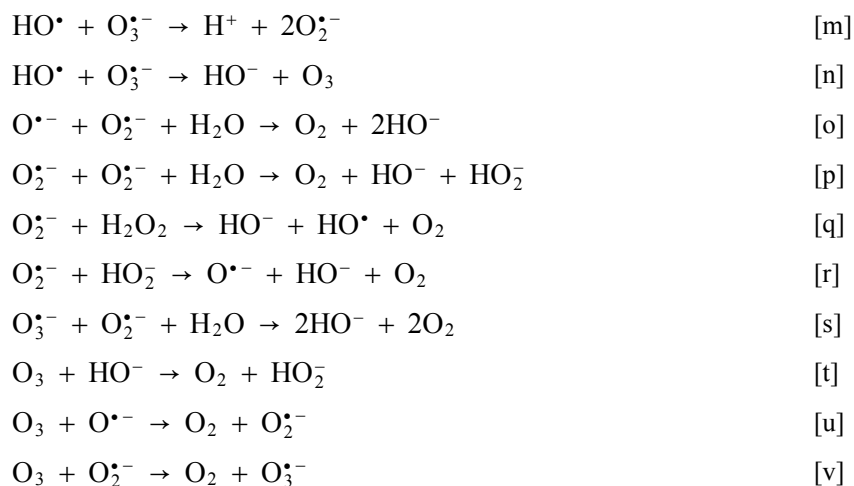 HO• + O₃•⁻ → H⁺ + 2O₂•⁻ [m]
HO• + O₃•⁻ → HO⁻ + O₃ [n]
O•⁻ + O₂•⁻ + H₂O → O₂ + 2HO⁻ [o]
O₂•⁻ + O₂•⁻ + H₂O → O₂ + HO⁻ + HO₂⁻ [p]
O₂•⁻ + H₂O₂ → HO⁻ + HO• + O₂ [q]
O₂•⁻ + HO₂⁻ → O•⁻ + HO⁻ + O₂ [r]
O₃•⁻ + O₂•⁻ + H₂O → 2HO⁻ + 2O₂ [s]
O₃ + HO⁻ → O₂ + HO₂⁻ [t]
O₃ + O•⁻ → O₂ + O₂•⁻ [u]
O₃ + O₂•⁻ → O₂ + O₃•⁻ [v]